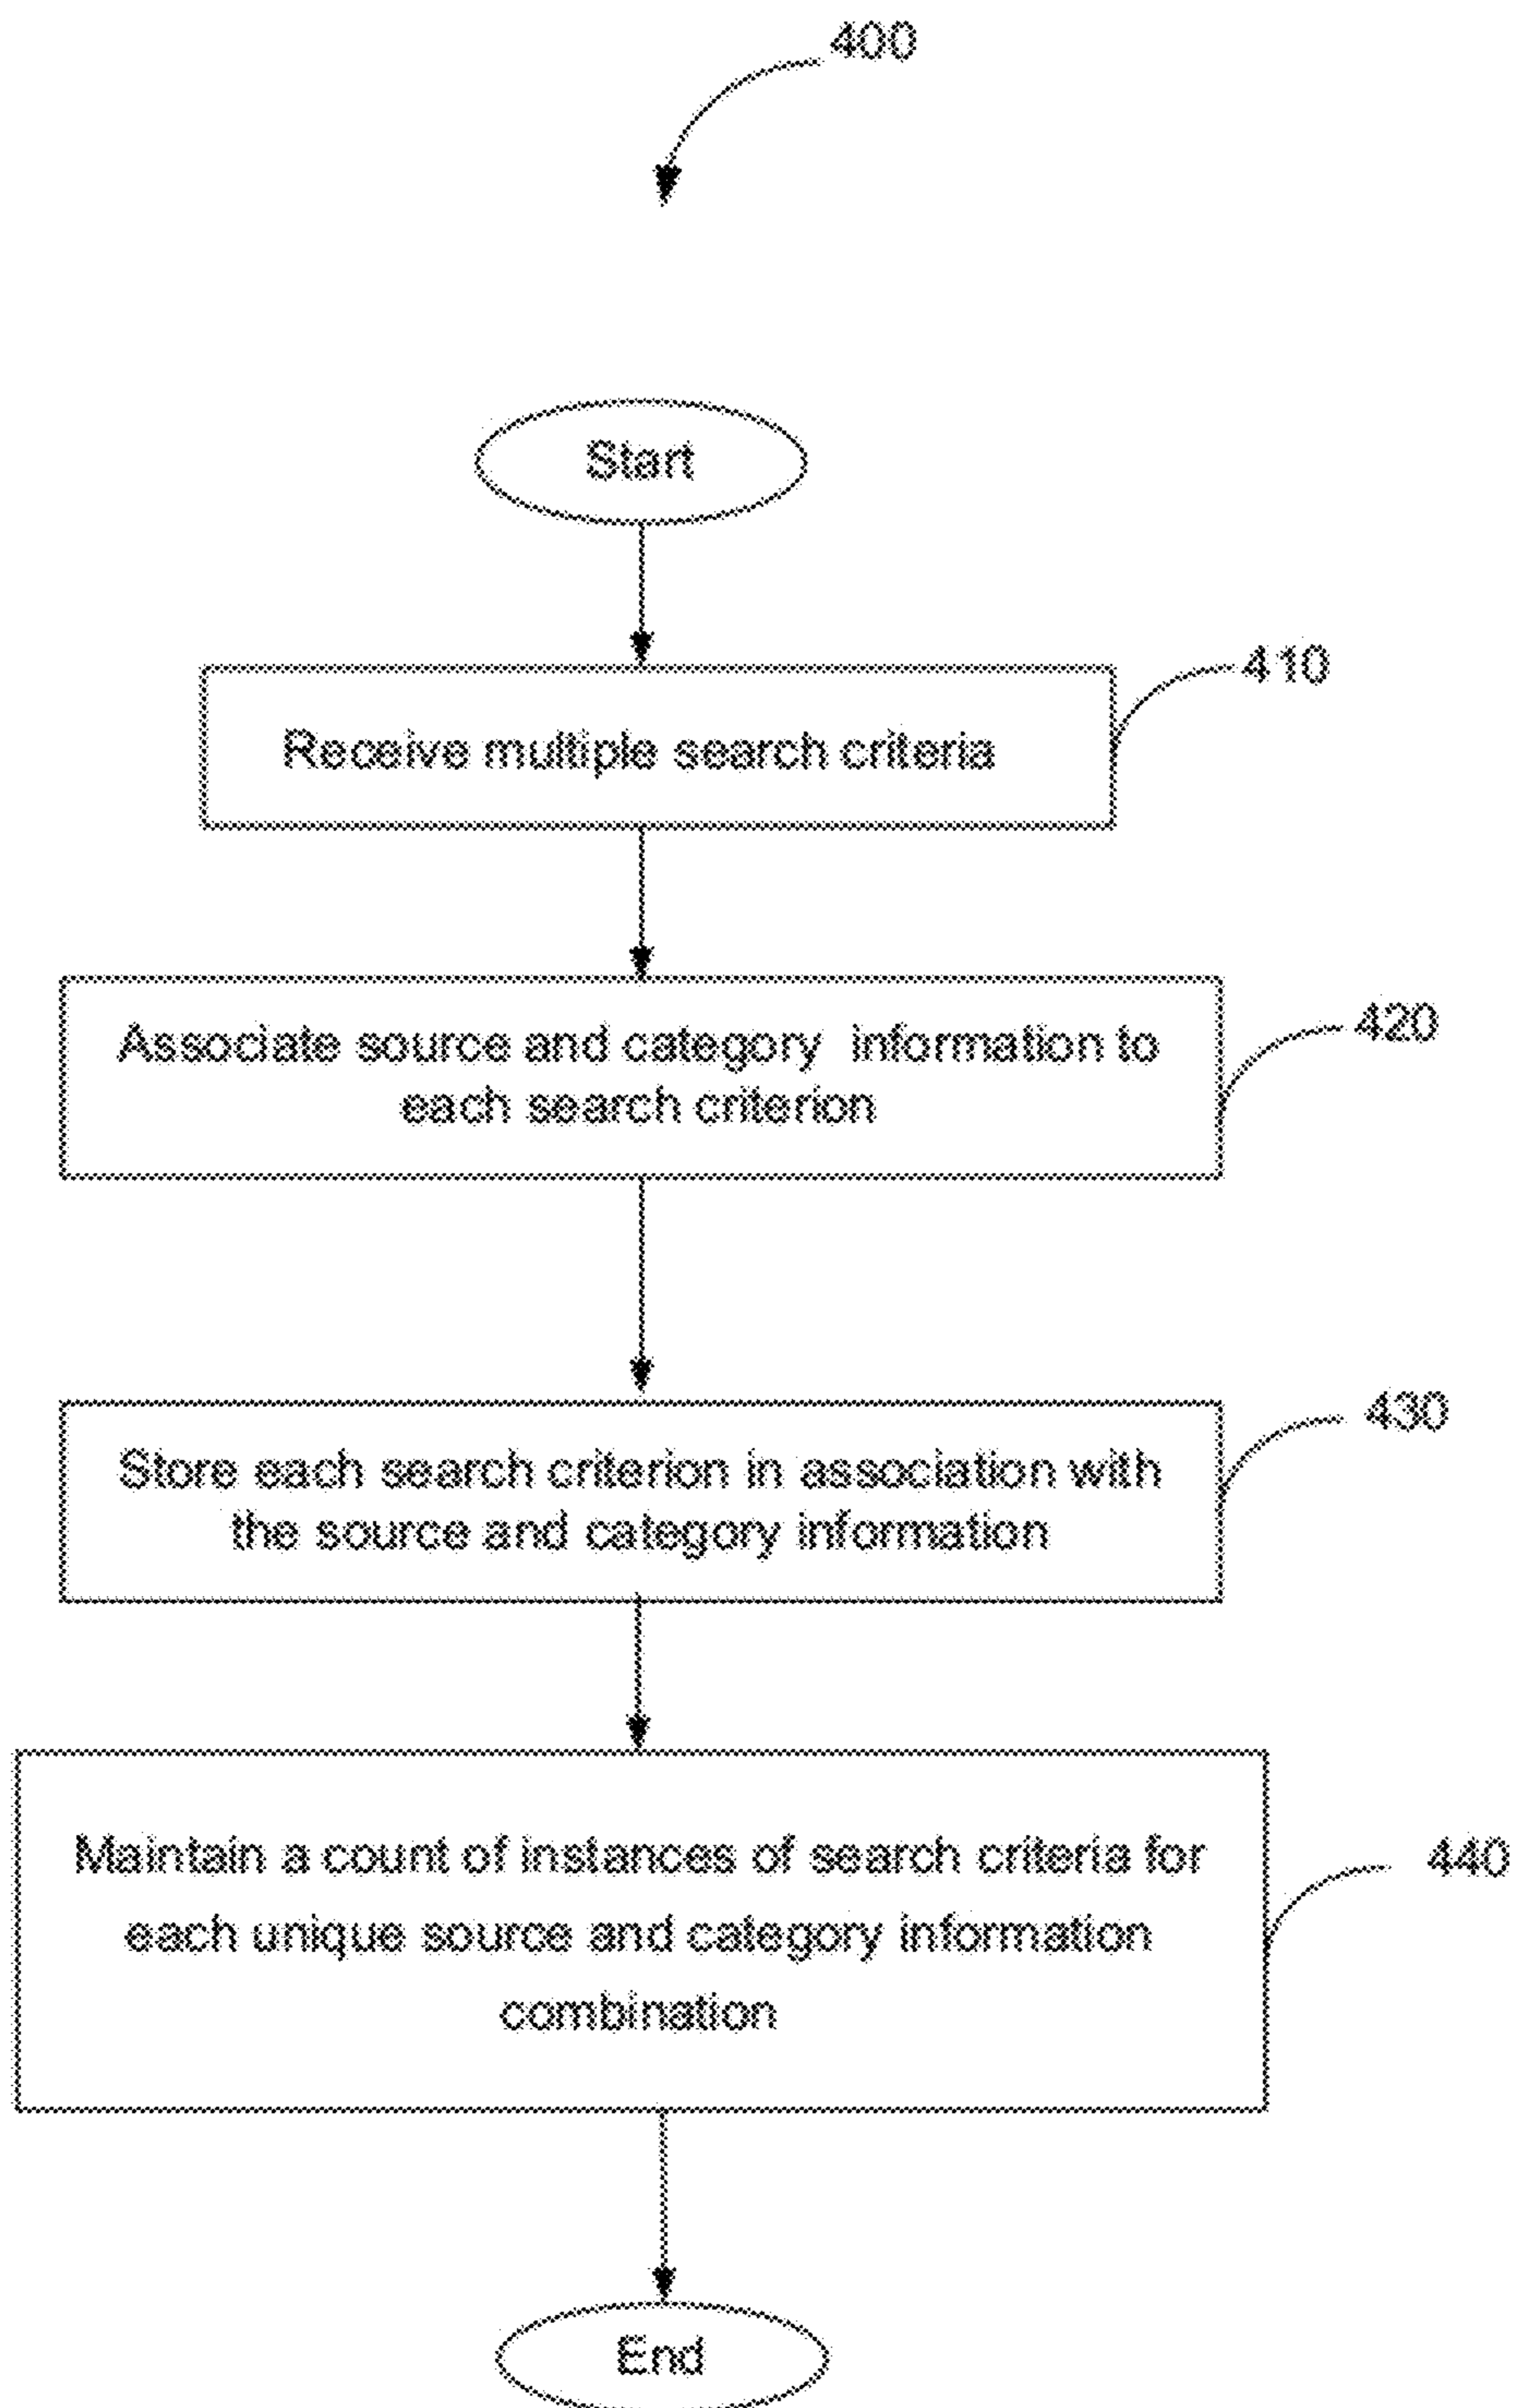 400
Start
410
Receive multiple search criteria
420
Associate source and category information to
each search criterion
430
Store each search criterion in association with
the source and category information
440
Maintain a count of instances of search criteria for
each unique source and category information
combination
End